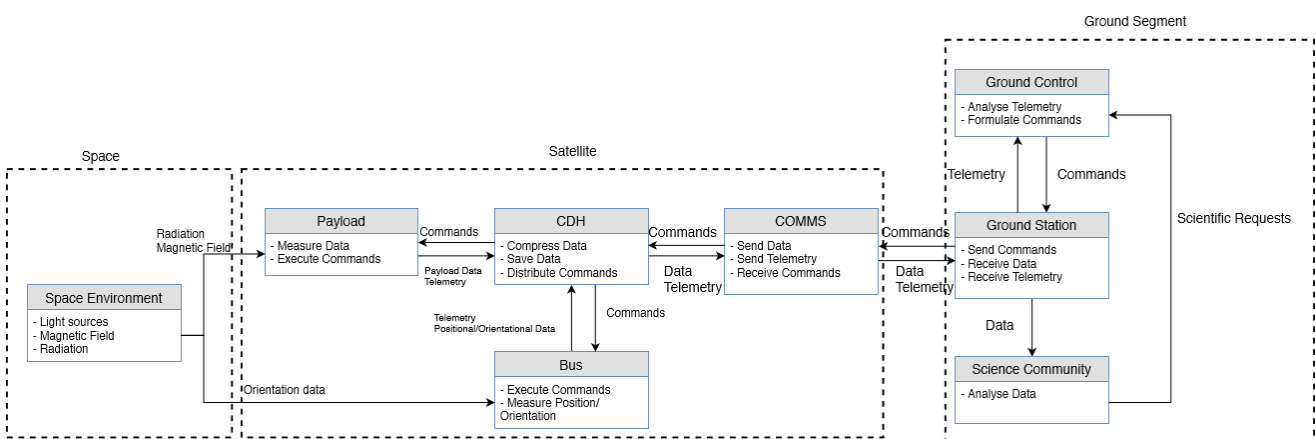 Ground Segment
Ground Control
- Analyse Telemetry
- Formulate Commands
Telemetry
Commands
Scientific Requests
Space
Satellite
Payload
- Measure Data
- Execute Commands
CDH
- Compress Data
- Save Data
- Distribute Commands
COMMS
- Send Data
- Send Telemetry
- Receive Commands
Ground Station
- Send Commands
- Receive Data
- Receive Telemetry
Radiation
Magnetic Field
Commands
Payload Data
Telemetry
Commands
Data
Telemetry
Commands
Data
Telemetry
Space Environment
- Light sources
- Magnetic Field
- Radiation
Telemetry
Positional/Orientational Data
Commands
Data
Bus
- Execute Commands
- Measure Position/
Orientation
Orientation data
Science Community
- Analyse Data